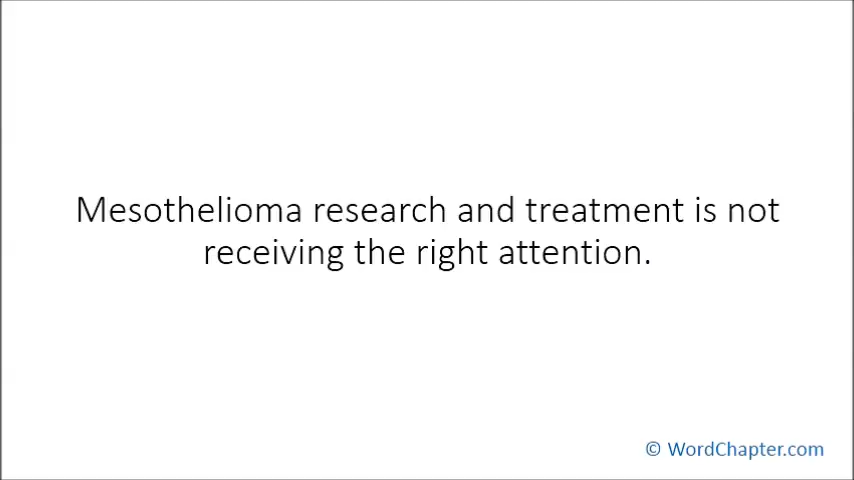 Mesothelioma research and treatment is not
receiving the right attention.
© WordChapter.com